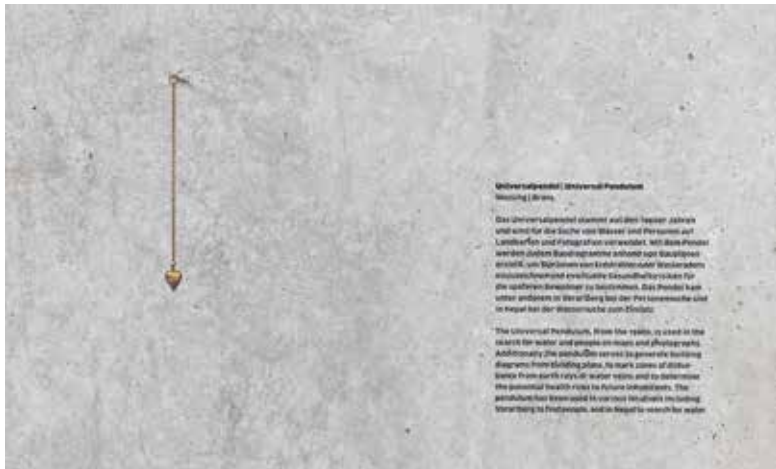 Universalpendel | Universal Pendulum
Messing | Brass
Das Universalpendel stammt aus den 1990er Jahren
und wird für die Suche von Wasser und Personen auf
Landkarten und Fotografien verwendet. Mit dem Pendel
werden zudem Baudiagramme anhand von Bauplänen
erstellt, um Störzonen von Erdstrahlen oder Wasseradern
einzuzeichnen und eventuelle Gesundheitsrisiken für
die späteren Bewohner zu bestimmen. Das Pendel kam
unter anderem in Vorarlberg bei der Personensuche und
in Nepal bei der Wassersuche zum Einsatz.
The Universal Pendulum, from the 1990s, is used in the
search for water and people on maps and photographs.
Additionally the pendulum serves to generate building
diagrams from building plans, to mark zones of distur-
bance from earth rays or water veins and to determine
the potential health risks to future inhabitants. The
pendulum has been used in various locations including
Vorarlberg to find people, and in Nepal to search for water.